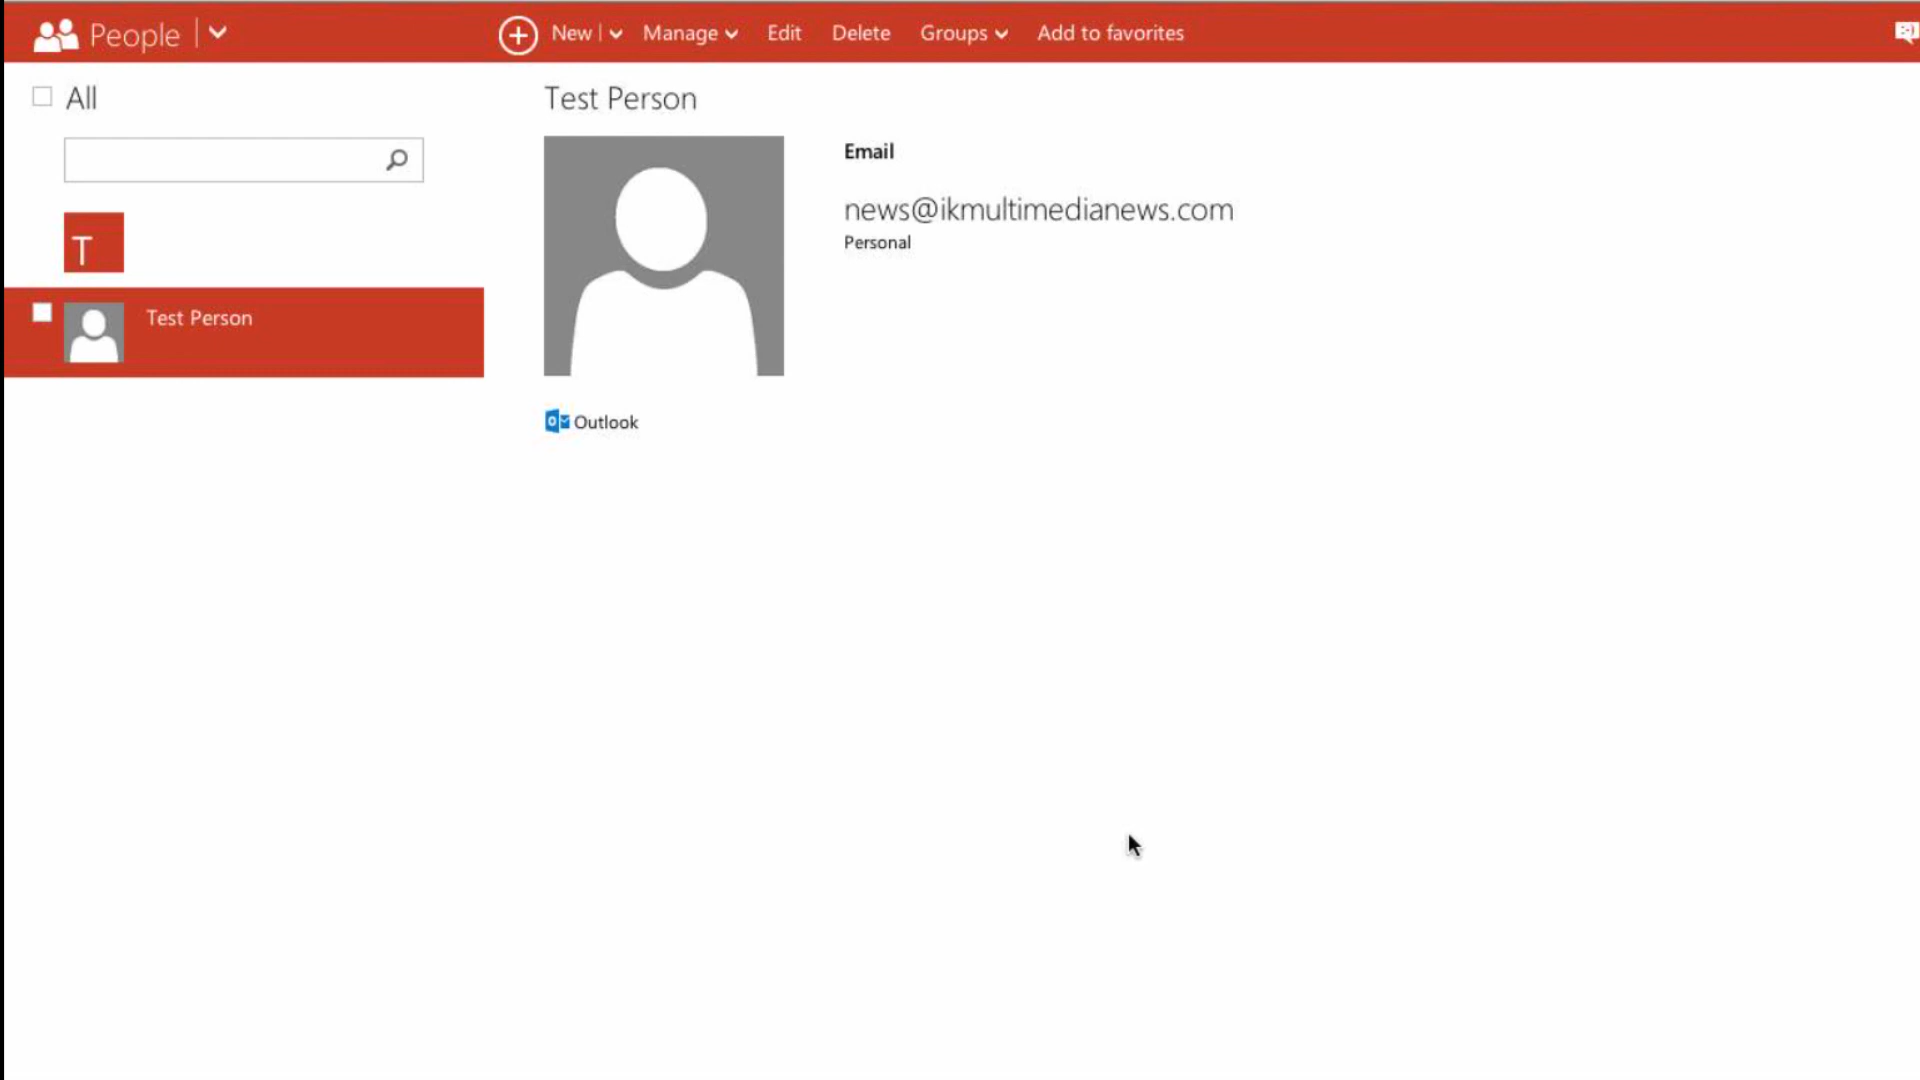 People
New
Manage
Edit
Delete
Groups
Add to favorites
All
T
Test Person
Test Person
Email
news@ikmultimedianews.com
Personal
Outlook